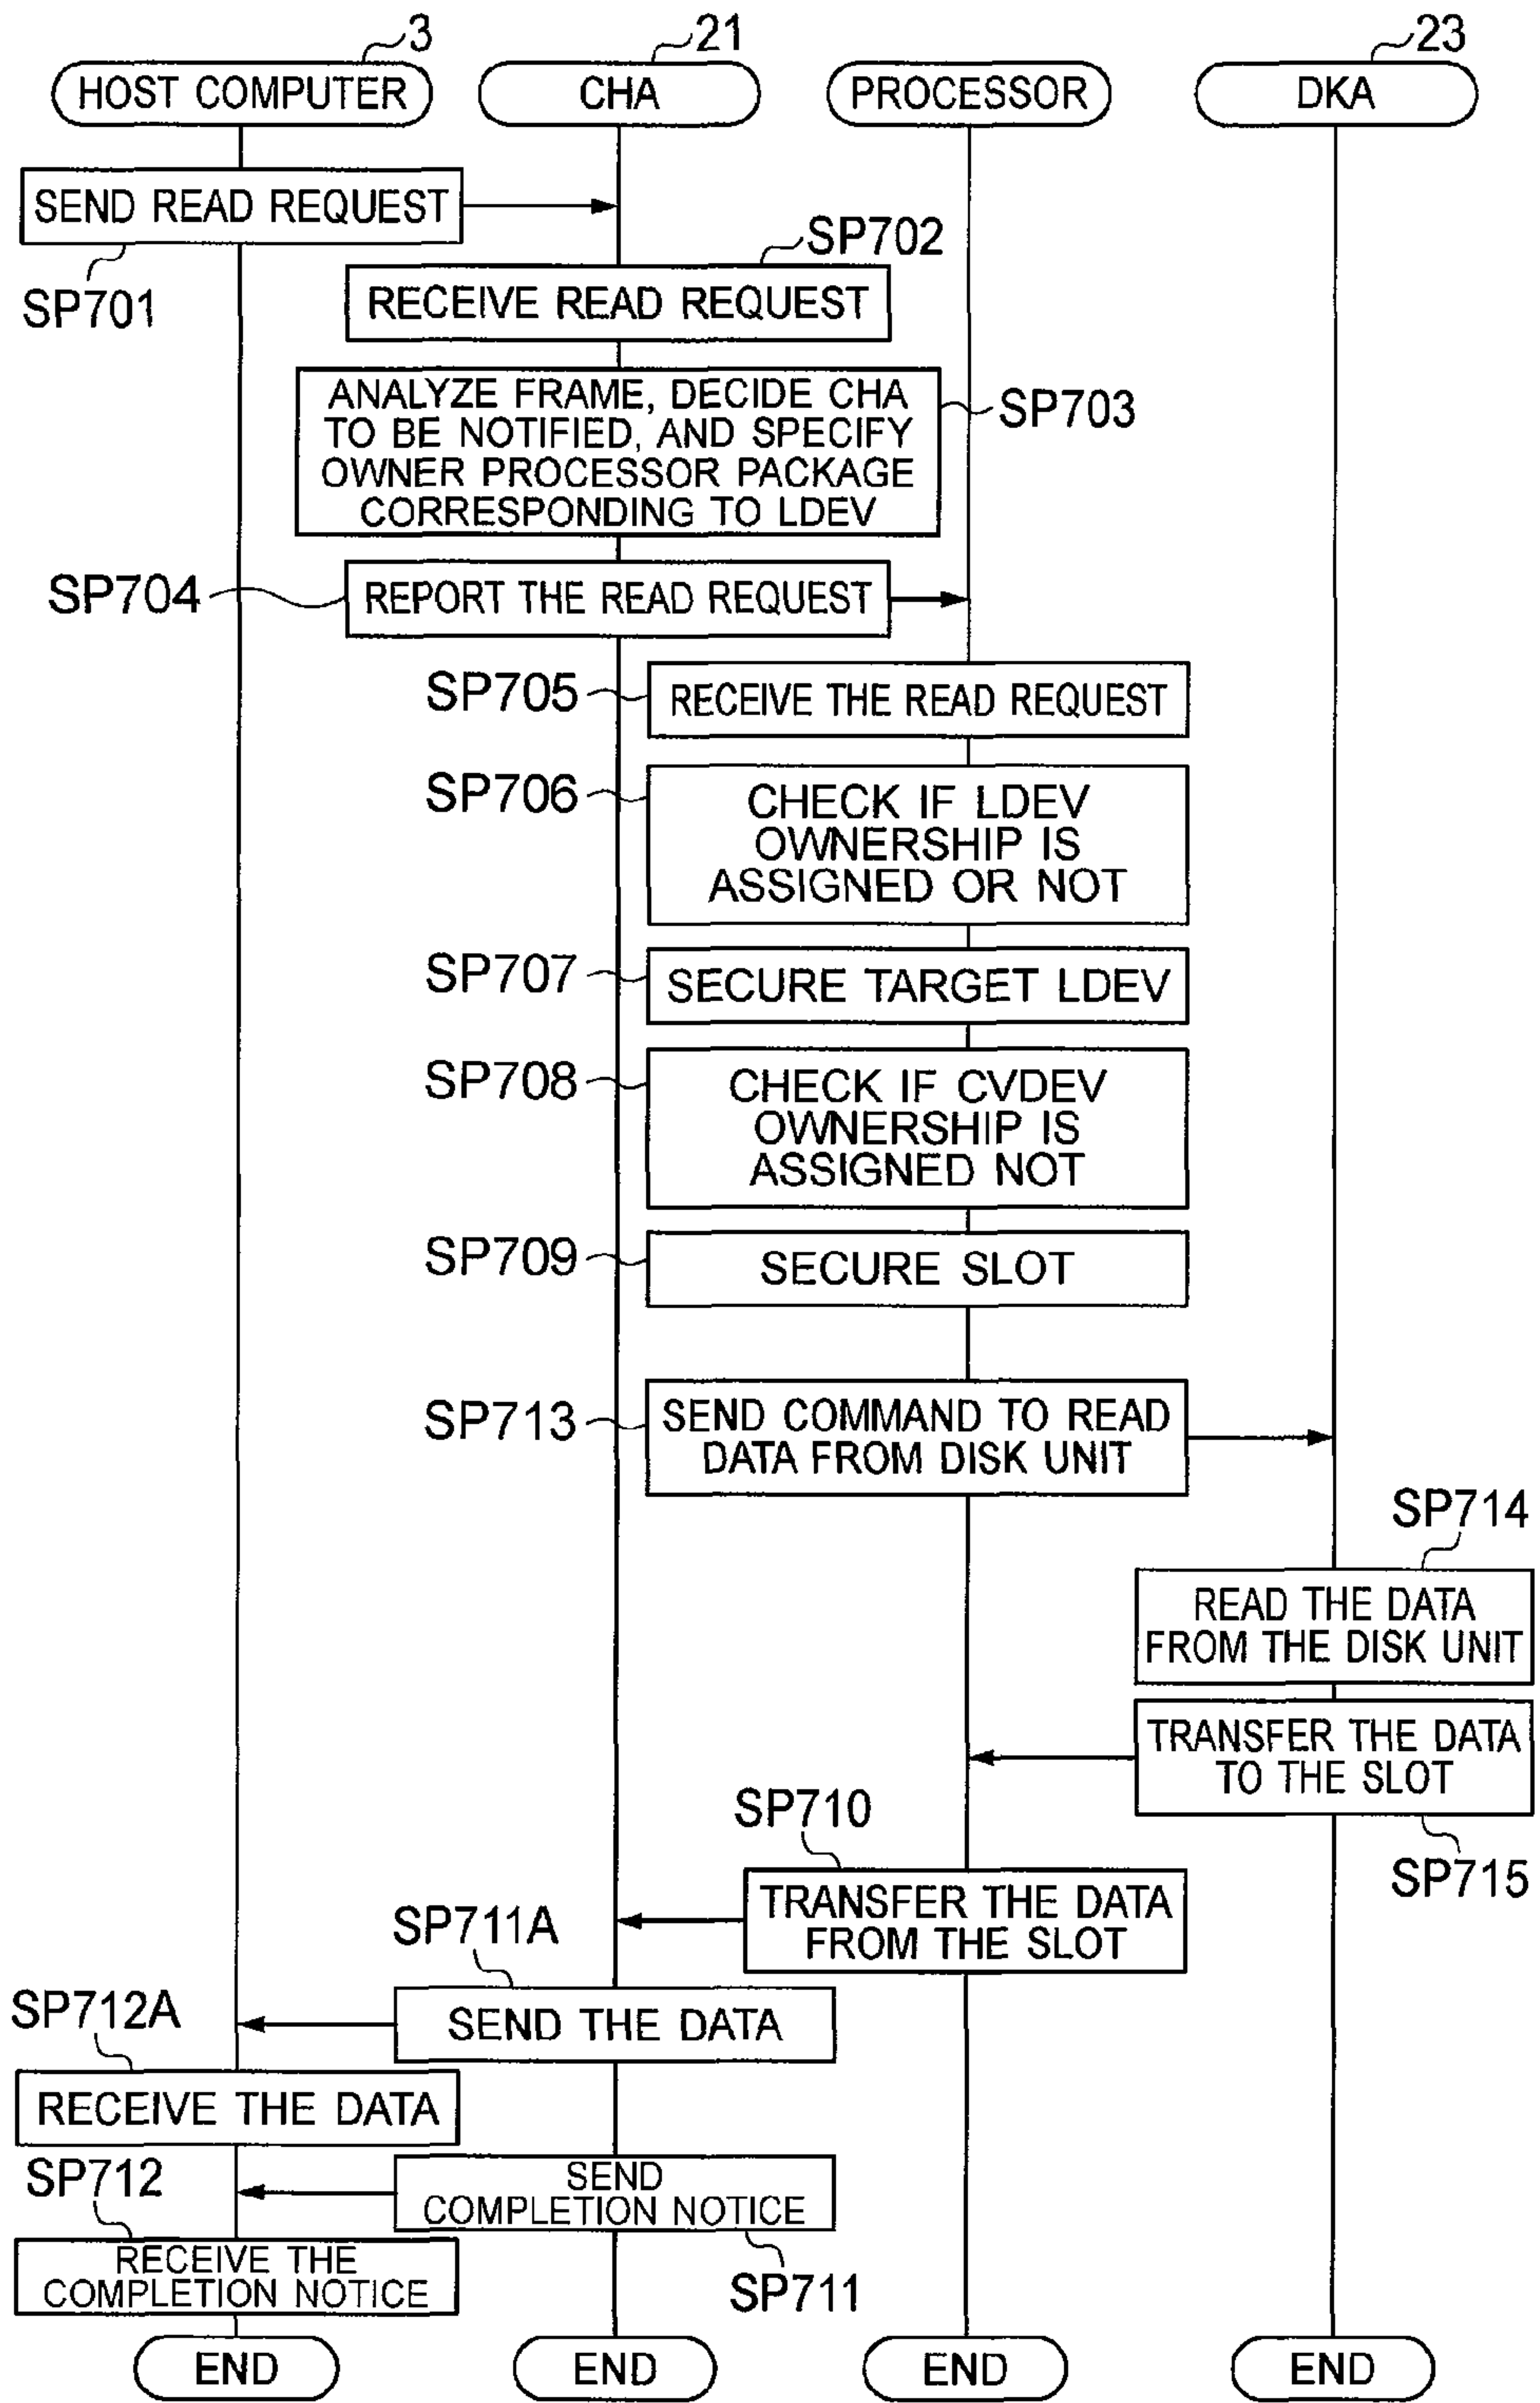 3
21
23
HOST COMPUTER
CHA
PROCESSOR
DKA
SEND READ REQUEST
SP701
SP702
RECEIVE READ REQUEST
ANALYZE FRAME, DECIDE CHA
TO BE NOTIFIED, AND SPECIFY
OWNER PROCESSOR PACKAGE
CORRESPONDING TO LDEV
SP703
SP704
REPORT THE READ REQUEST
SP705
RECEIVE THE READ REQUEST
SP706
CHECK IF LDEV
OWNERSHIP IS
ASSIGNED OR NOT
SP707
SECURE TARGET LDEV
SP708
CHECK IF CVDEV
OWNERSHIP IS
ASSIGNED NOT
SP709
SECURE SLOT
SP713
SEND COMMAND TO READ
DATA FROM DISK UNIT
SP714
READ THE DATA
FROM THE DISK UNIT
TRANSFER THE DATA
TO THE SLOT
SP715
SP710
TRANSFER THE DATA
FROM THE SLOT
SP711A
SEND THE DATA
SP712A
RECEIVE THE DATA
SP712
SEND
COMPLETION NOTICE
SP711
RECEIVE THE
COMPLETION NOTICE
END
END
END
END